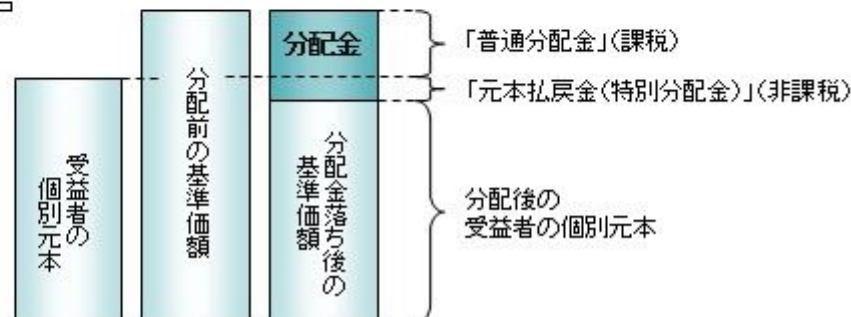 受益者の
個別元本
分配前の基準価額
分配金
分配金落ち後の
基準価額
「普通分配金」(課税)
「元本払戻金(特別分配金)」(非課税)
分配後の
受益者の個別元本